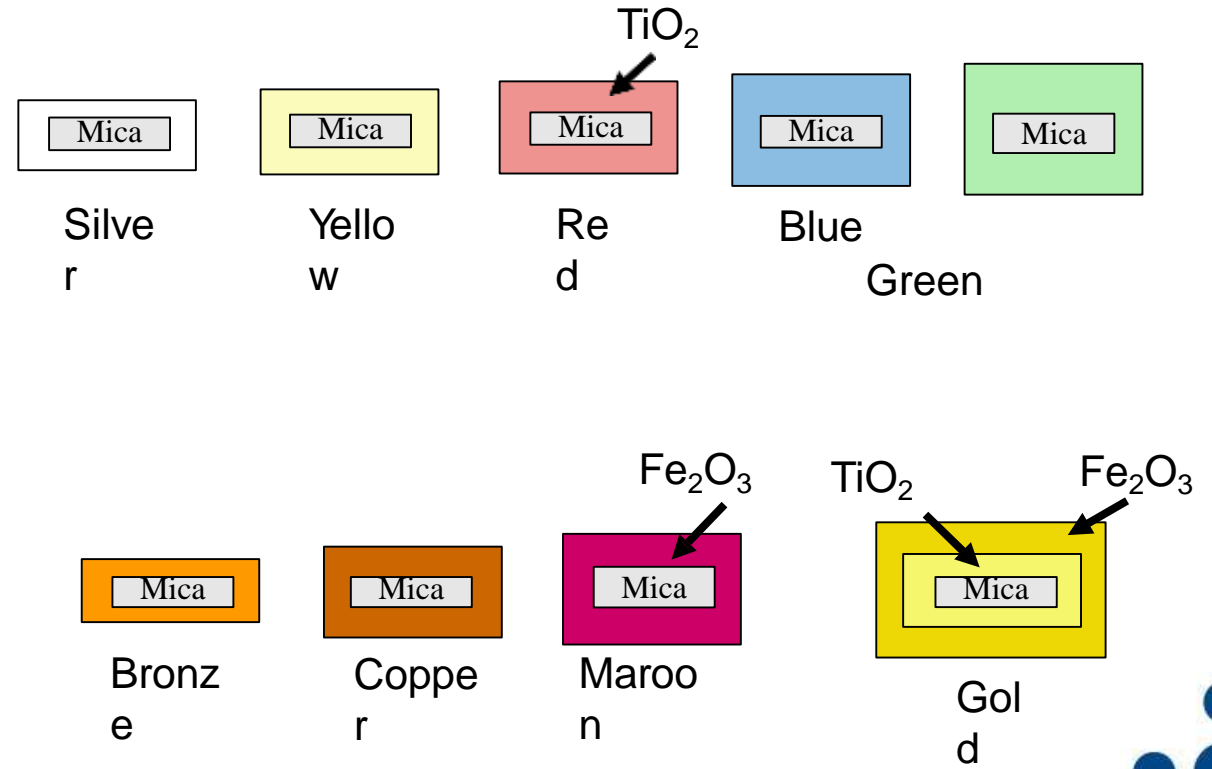 TiO₂
Mica Mica Mica Mica Mica
Silve
r
Yello
w
Re
d
Blue
Green
Fe₂O₃ TiO₂ Fe₂O₃
Mica Mica Mica Mica
Bronz
e
Coppe
r
Maroo
n
Gol
d